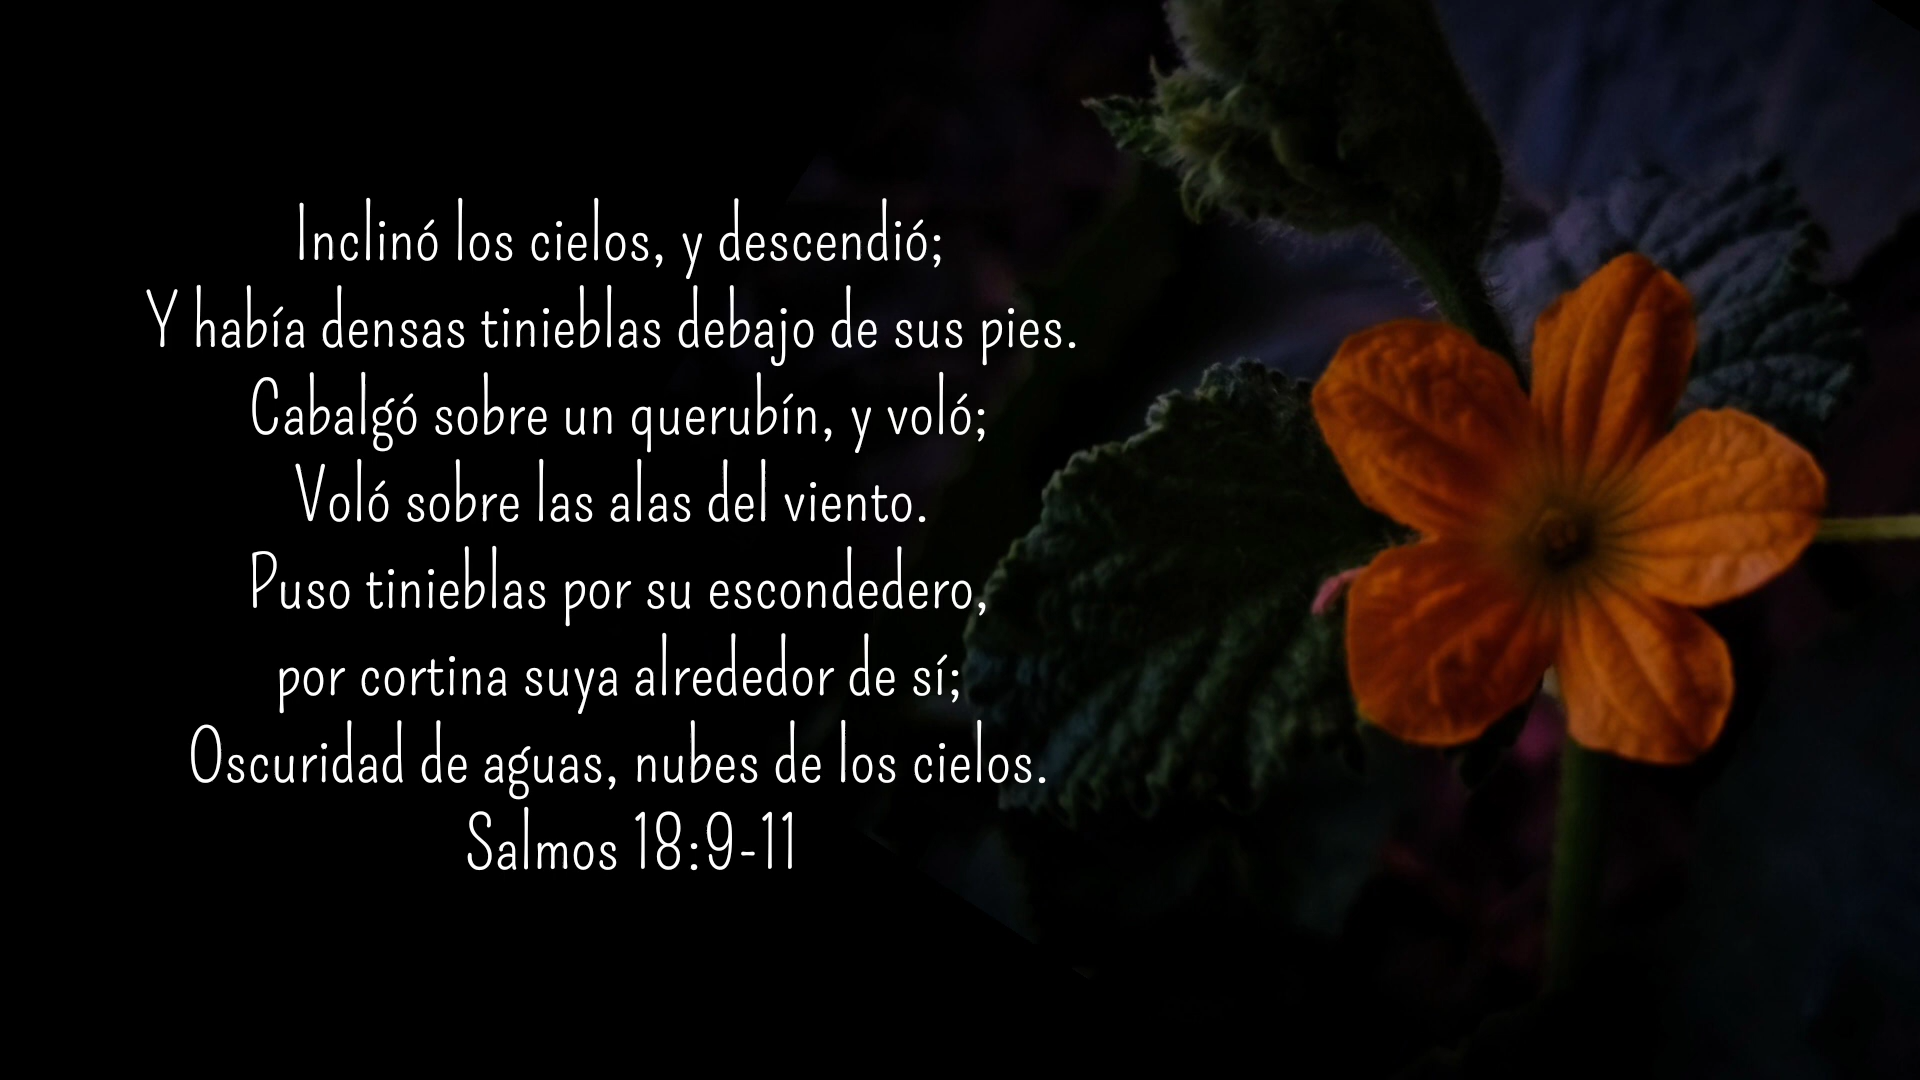 Inclinó los cielos, y descendió;
Y había densas tinieblas debajo de sus pies.
Cabalgó sobre un querubín, y voló;
Voló sobre las alas del viento.
Puso tinieblas por su escondedero,
por cortina suya alrededor de sí;
Oscuridad de aguas, nubes de los cielos.
Salmos 18:9-11